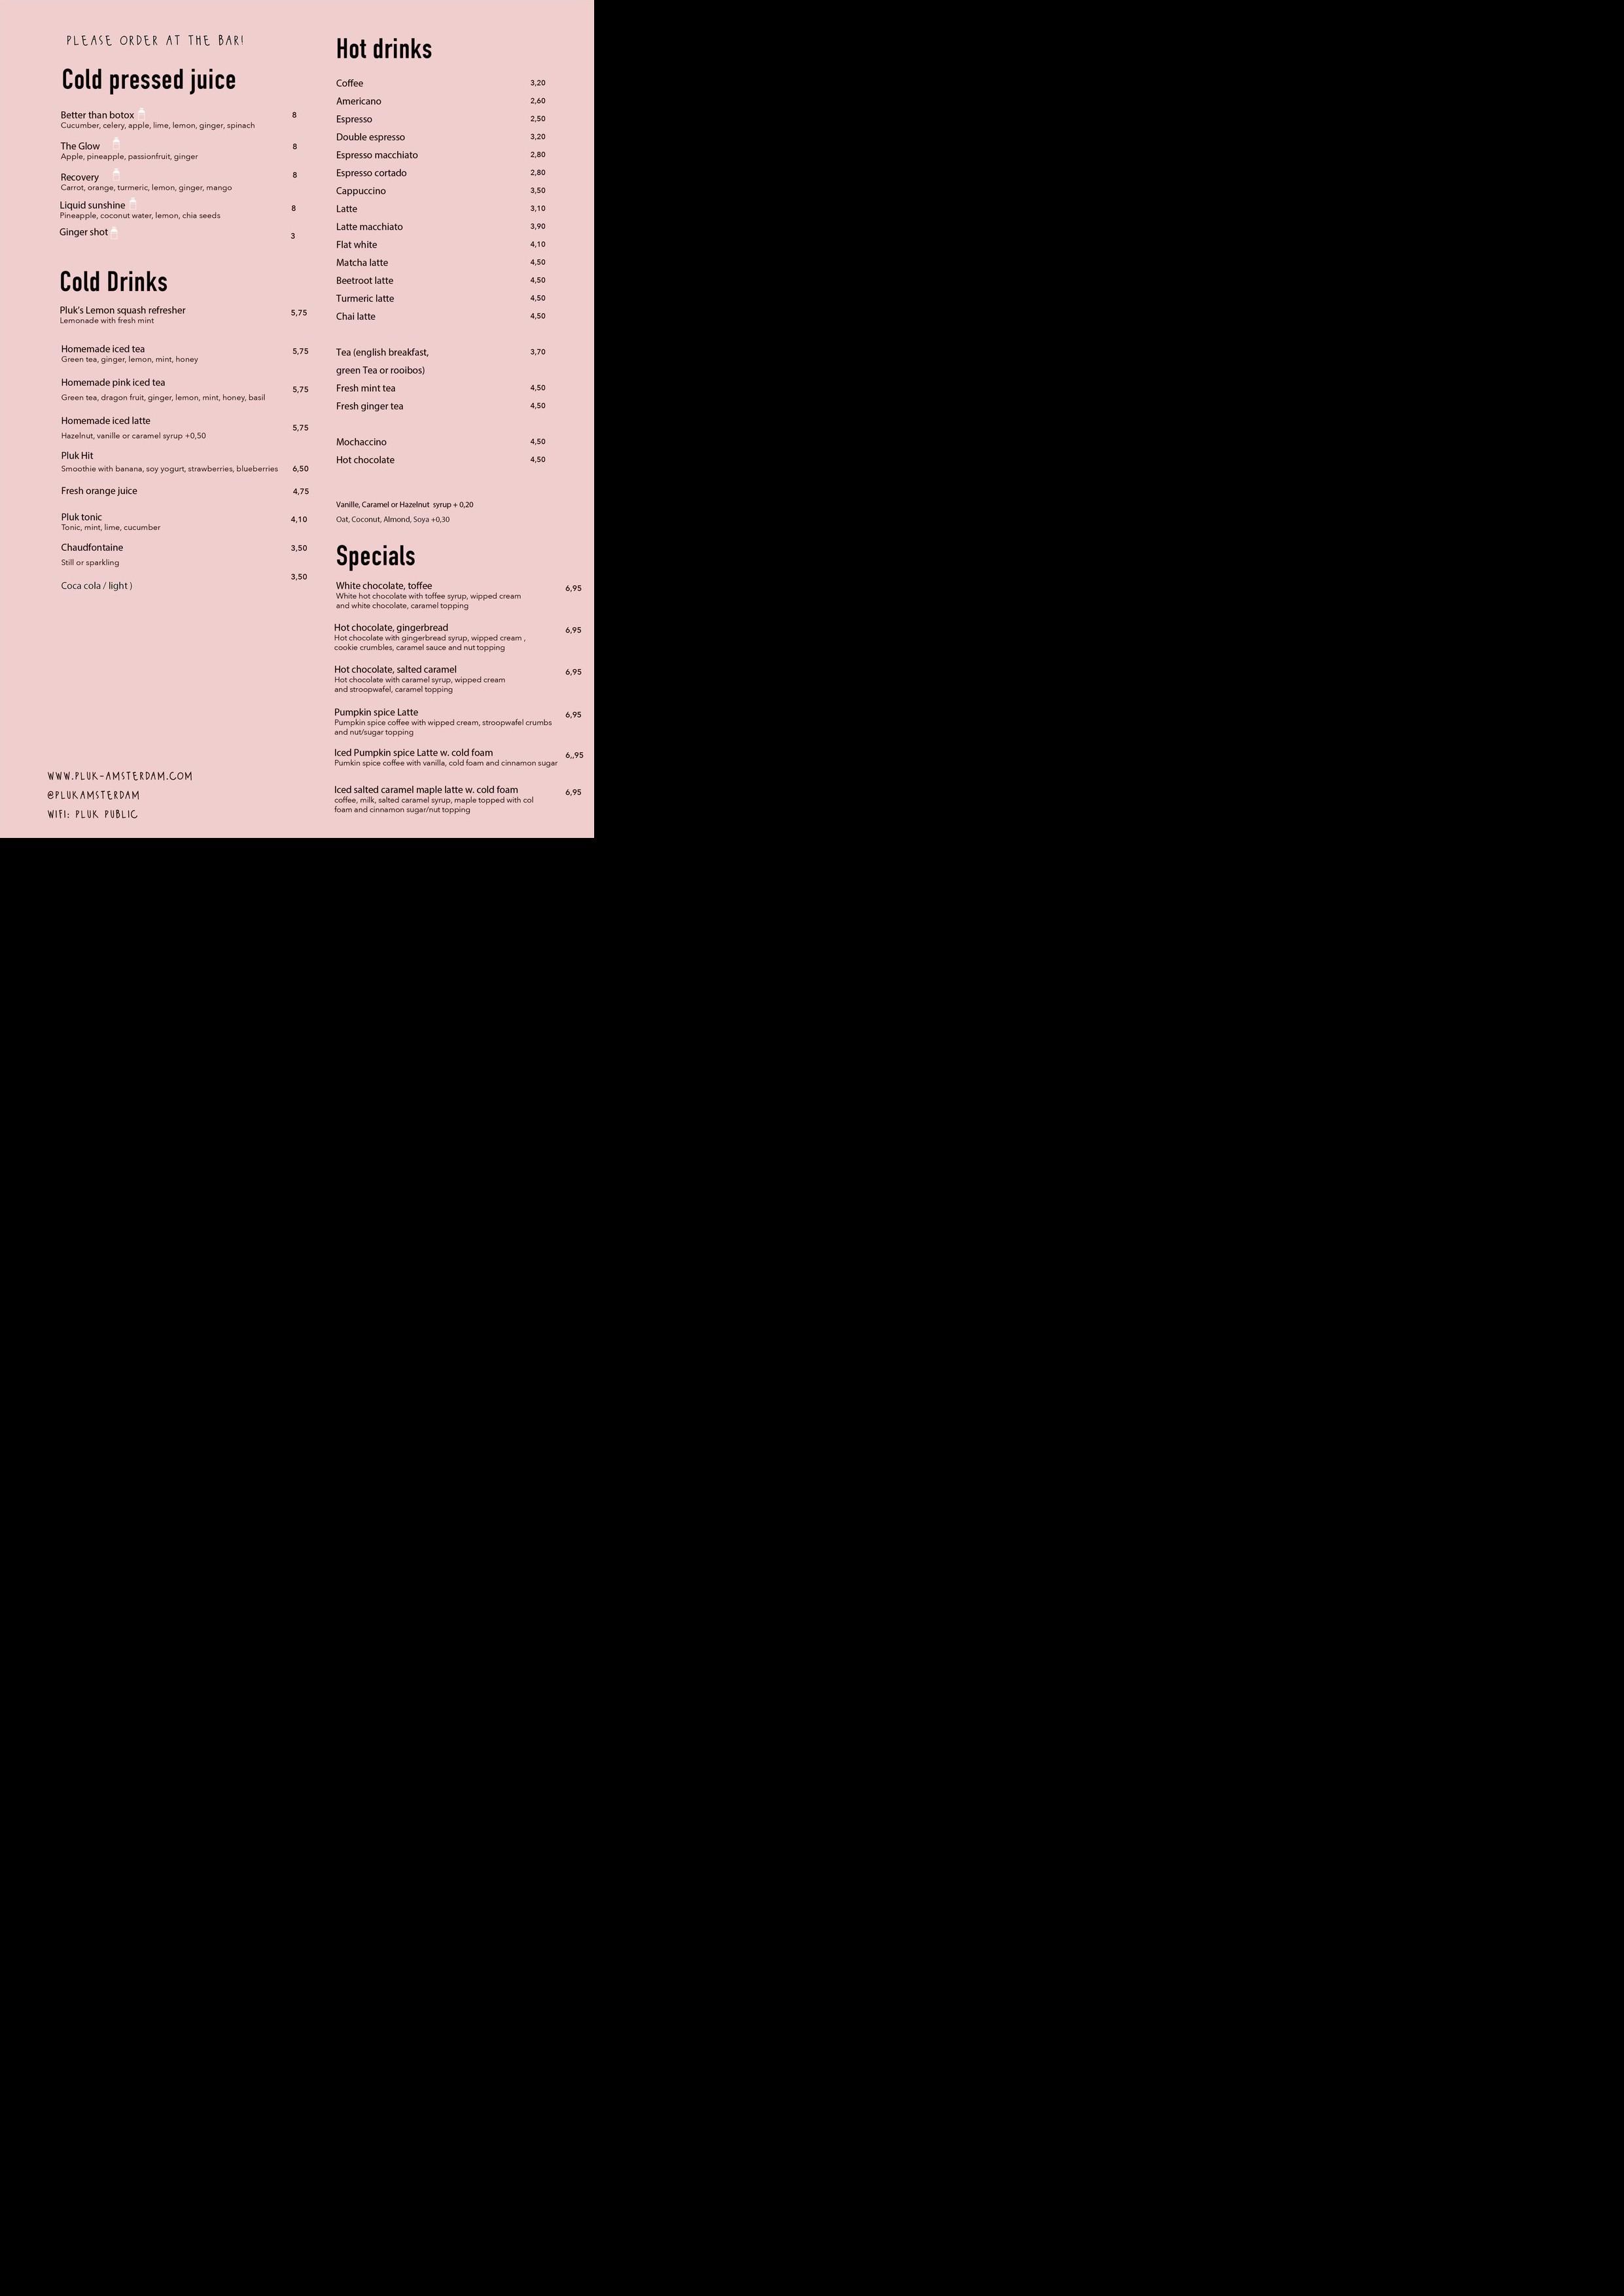 PLEASE ORDER AT THE BAR!
Cold pressed juice
Better than botox 8
Cucumber, celery, apple, lime, lemon, ginger, spinach
The Glow 8
Apple, pineapple, passionfruit, ginger
Recovery 8
Carrot, orange, turmeric, lemon, ginger, mango
Liquid sunshine 8
Pineapple, coconut water, lemon, chia seeds
Ginger shot 3
Cold Drinks
Pluk's Lemon squash refresher 5,75
Lemonade with fresh mint
Homemade iced tea 5,75
Green tea, ginger, lemon, mint, honey
Homemade pink iced tea 5,75
Green tea, dragon fruit, ginger, lemon, mint, honey, basil
Homemade iced latte 5,75
Hazelnut, vanille or caramel syrup +0,50
Pluk Hit
Smoothie with banana, soy yogurt, strawberries, blueberries 6,50
Fresh orange juice 4,75
Pluk tonic 4,10
Tonic, mint, lime, cucumber
Chaudfontaine 3,50
Still or sparkling
3,50
Coca cola / light )
WWW.PLUK-AMSTERDAM.COM
@PLUKAMSTERDAM
WIFI: PLUK PUBLIC
Hot drinks
Coffee 3,20
Americano 2,60
Espresso 2,50
Double espresso 3,20
Espresso macchiato 2,80
Espresso cortado 2,80
Cappuccino 3,50
Latte 3,10
Latte macchiato 3,90
Flat white 4,10
Matcha latte 4,50
Beetroot latte 4,50
Turmeric latte 4,50
Chai latte 4,50
Tea (english breakfast, 3,70
green Tea or rooibos)
Fresh mint tea 4,50
Fresh ginger tea 4,50
Mochaccino 4,50
Hot chocolate 4,50
Vanille, Caramel or Hazelnut syrup + 0,20
Oat, Coconut, Almond, Soya +0,30
Specials
White chocolate, toffee 6,95
White hot chocolate with toffee syrup, wipped cream
and white chocolate, caramel topping
Hot chocolate, gingerbread 6,95
Hot chocolate with gingerbread syrup, wipped cream ,
cookie crumbles, caramel sauce and nut topping
Hot chocolate, salted caramel 6,95
Hot chocolate with caramel syrup, wipped cream
and stroopwafel, caramel topping
Pumpkin spice Latte 6,95
Pumpkin spice coffee with wipped cream, stroopwafel crumbs
and nut/sugar topping
Iced Pumpkin spice Latte w. cold foam 6,,95
Pumkin spice coffee with vanilla, cold foam and cinnamon sugar
Iced salted caramel maple latte w. cold foam 6,95
coffee, milk, salted caramel syrup, maple topped with col
foam and cinnamon sugar/nut topping